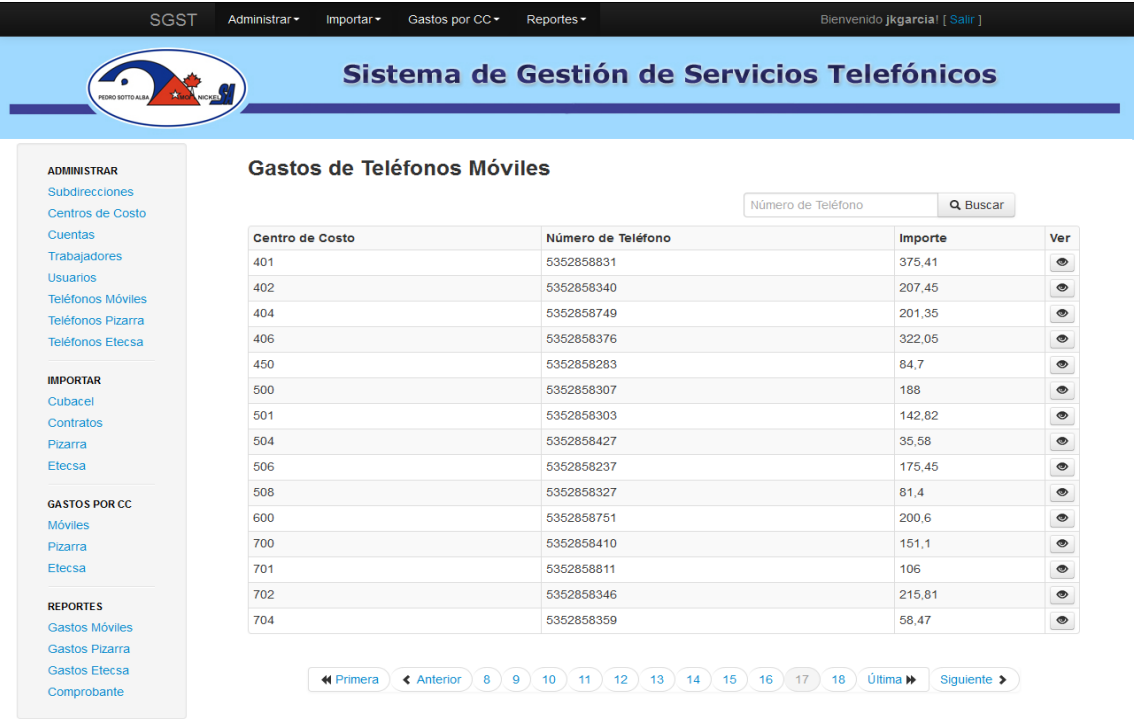 SGST Administrar Importar Gastos por CC Reportes Bienvenido jkgarcia! [ Salir ]
PEDRO SOTTO ALBA
NICKEL
Sistema de Gestión de Servicios Telefónicos
ADMINISTRAR
Subdirecciones
Centros de Costo
Cuentas
Trabajadores
Usuarios
Teléfonos Móviles
Teléfonos Pizarra
Teléfonos Etecsa
IMPORTAR
Cubacel
Contratos
Pizarra
Etecsa
GASTOS POR CC
Móviles
Pizarra
Etecsa
REPORTES
Gastos Móviles
Gastos Pizarra
Gastos Etecsa
Comprobante
Gastos de Teléfonos Móviles
Número de Teléfono Buscar
Centro de Costo Número de Teléfono Importe Ver
401 5352858831 375,41
402 5352858340 207,45
404 5352858749 201,35
406 5352858376 322,05
450 5352858283 84,7
500 5352858307 188
501 5352858303 142,82
504 5352858427 35,58
506 5352858237 175,45
508 5352858327 81,4
600 5352858751 200,6
700 5352858410 151,1
701 5352858811 106
702 5352858346 215,81
704 5352858359 58,47
Primera Anterior 8 9 10 11 12 13 14 15 16 17 18 Última Siguiente